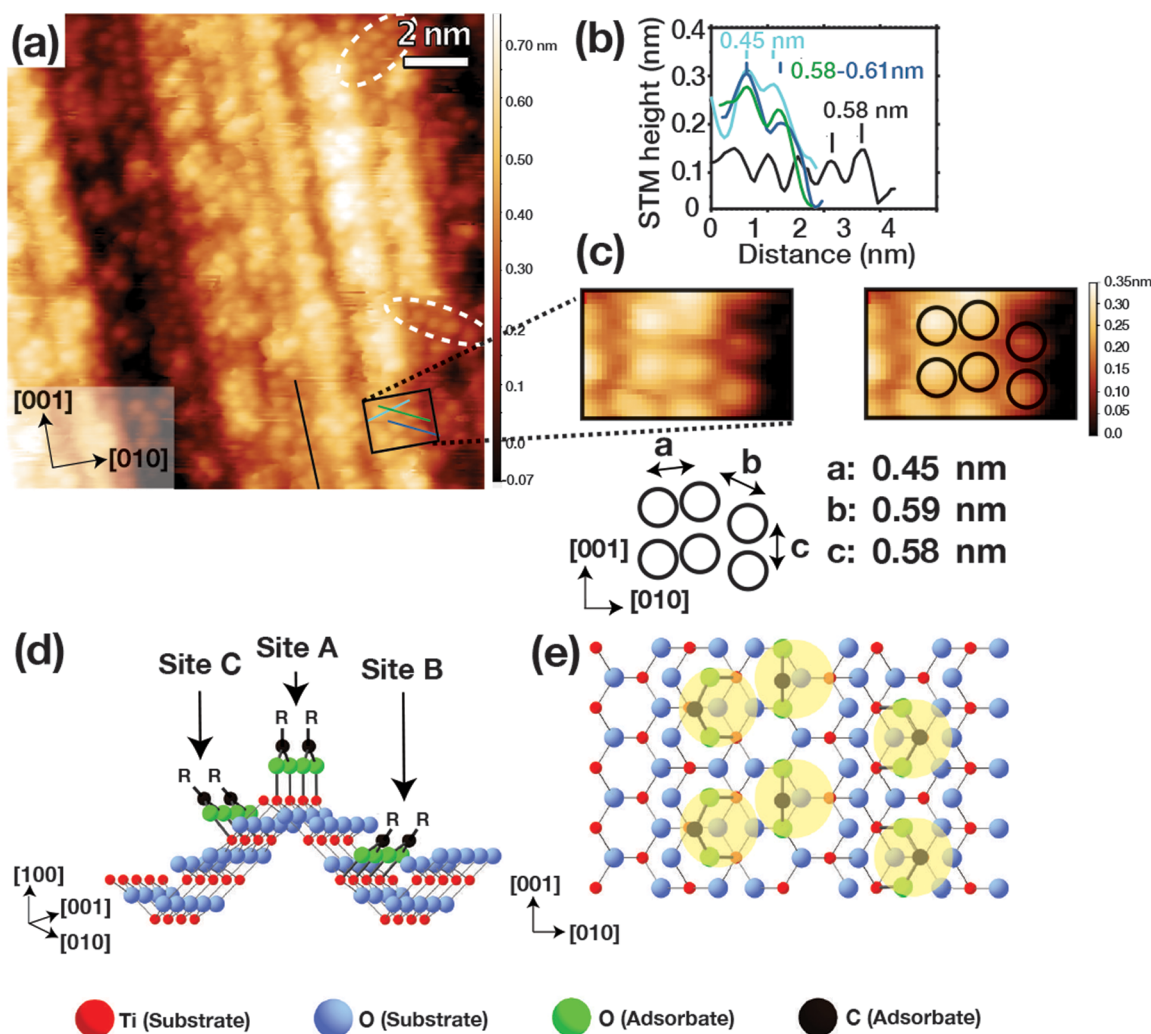 (a)
2 nm
0.70 nm
0.60
0.50
0.40
0.30
0.2
0.1
0.0
-0.07
[001]
[010]
(b)
STM height (nm)
0.4
0.3
0.2
0.1
0
0.45 nm
0.58-0.61nm
0.58 nm
0 1 2 3 4
Distance (nm)
(c)
0.35nm
0.30
0.25
0.20
0.15
0.10
0.05
0.0
a
b
c
[001]
[010]
a: 0.45 nm
b: 0.59 nm
c: 0.58 nm
(d)
Site C
Site A
Site B
R R
R R
R R
[100]
[001]
[010]
(e)
[001]
[010]
Ti (Substrate)
O (Substrate)
O (Adsorbate)
C (Adsorbate)